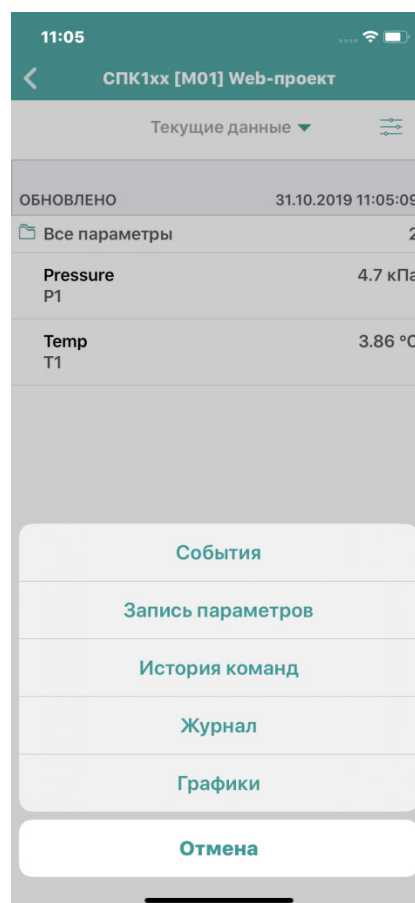 11:05
СПК1xx [M01] Web-проект
Текущие данные
ОБНОВЛЕНО 31.10.2019 11:05:09
Все параметры 2
Pressure 4.7 кПа
P1
Temp 3.86 °C
T1
События
Запись параметров
История команд
Журнал
Графики
Отмена